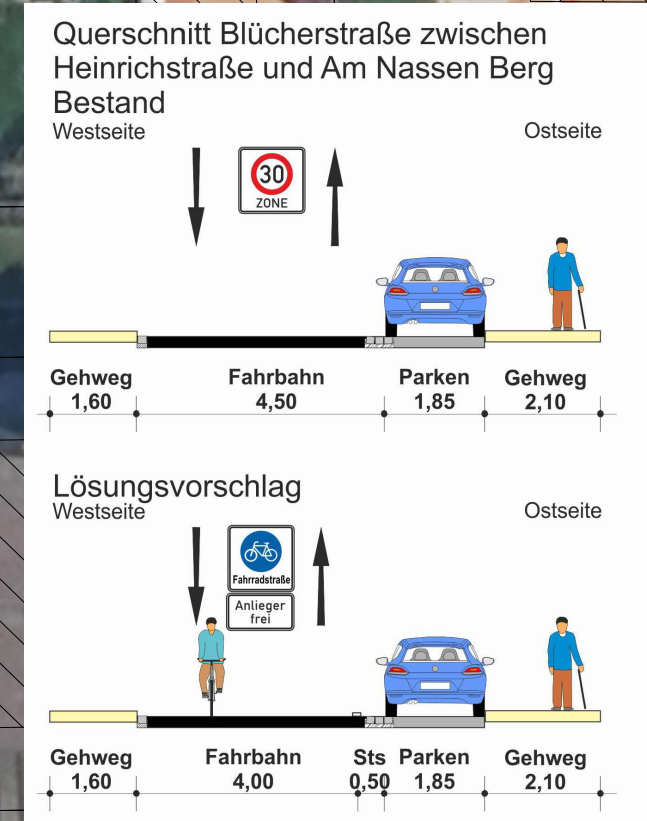 Querschnitt Blücherstraße zwischen
Heinrichstraße und Am Nassen Berg
Bestand
Westseite Ostseite
30
ZONE
Gehweg Fahrbahn Parken Gehweg
1,60 4,50 1,85 2,10
Lösungsvorschlag
Westseite Ostseite
Fahrradstraße
Anlieger
frei
Gehweg Fahrbahn Sts Parken Gehweg
1,60 4,00 0,50 1,85 2,10